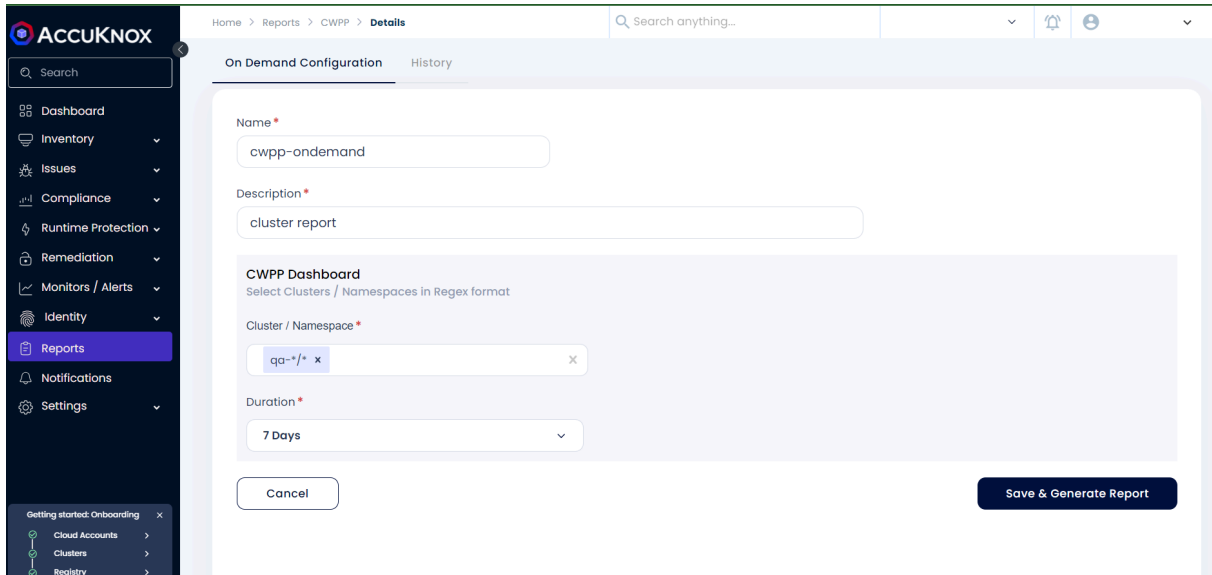 ACCUKNOX
Home > Reports > CWPP > Details
Search anything...
Search
Dashboard
Inventory
Issues
Compliance
Runtime Protection
Remediation
Monitors / Alerts
Identity
Reports
Notifications
Settings
Getting started: Onboarding ×
Cloud Accounts >
Clusters >
Registry >
On Demand Configuration
History
Name *
cwpp-ondemand
Description *
cluster report
CWPP Dashboard
Select Clusters / Namespaces in Regex format
Cluster / Namespace *
qa-*/* ×
Duration *
7 Days
Cancel
Save & Generate Report